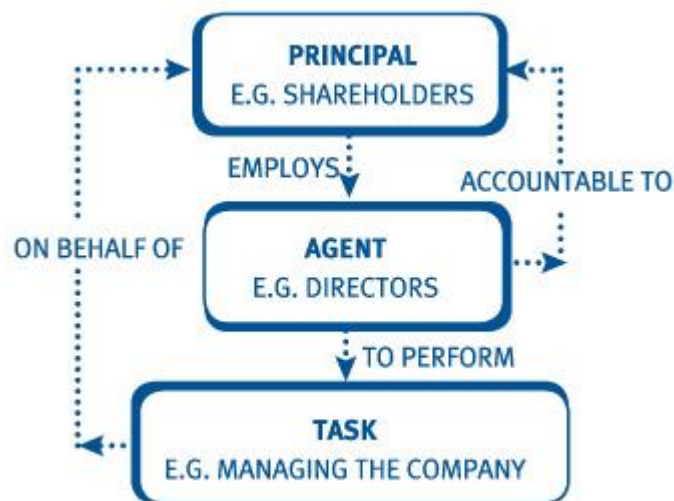 PRINCIPAL
E.G. SHAREHOLDERS
EMPLOYS
ACCOUNTABLE TO
ON BEHALF OF
AGENT
E.G. DIRECTORS
TO PERFORM
TASK
E.G. MANAGING THE COMPANY